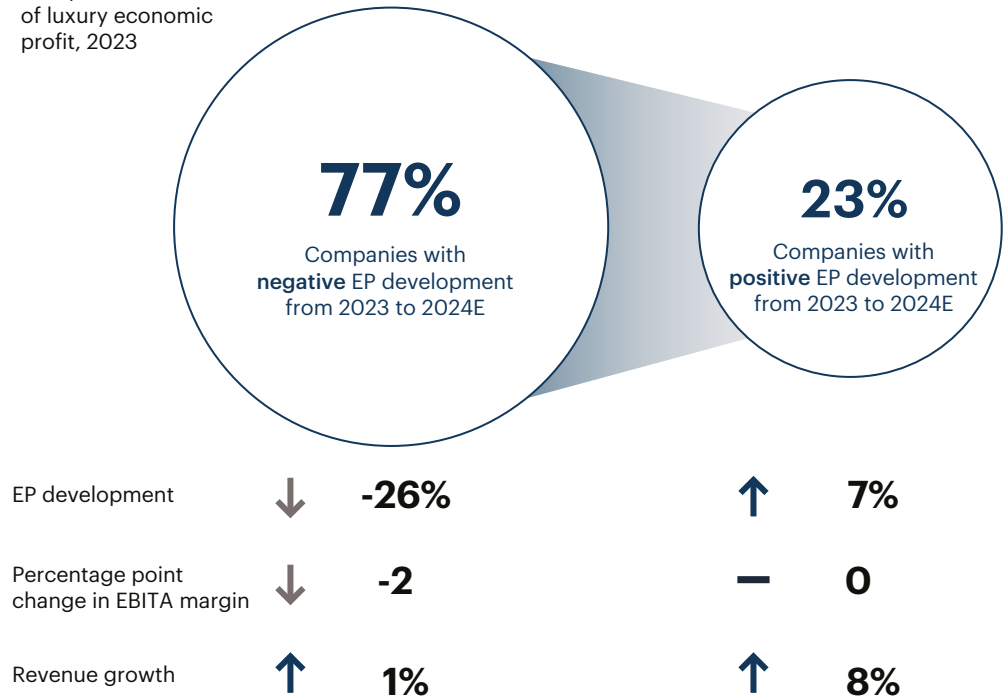 of luxury economic
profit, 2023
77%
Companies with
negative EP development
from 2023 to 2024E
23%
Companies with
positive EP development
from 2023 to 2024E
EP development
-26%
7%
Percentage point
change in EBITA margin
-2
0
Revenue growth
1%
8%